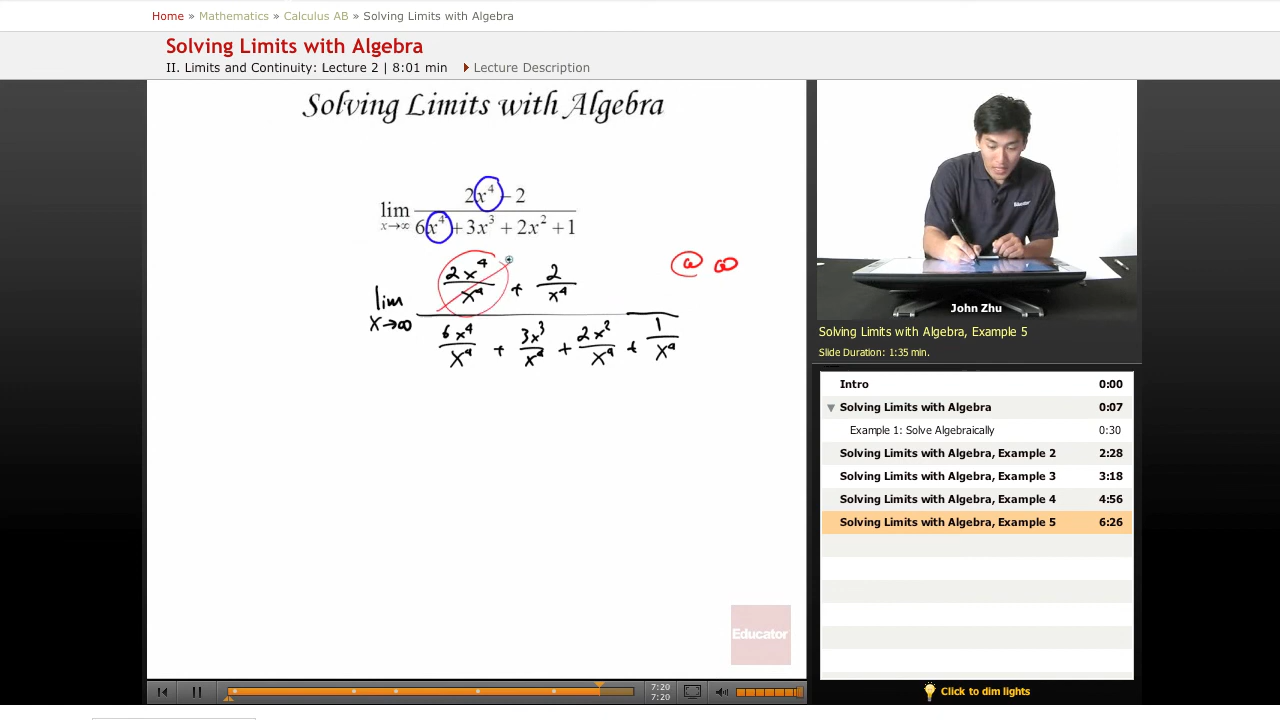 Home » Mathematics » Calculus AB » Solving Limits with Algebra
Solving Limits with Algebra
II. Limits and Continuity: Lecture 2 | 8:01 min Lecture Description
Solving Limits with Algebra
2x⁴ - 2
lim
x→∞ 6x⁴ + 3x³ + 2x² + 1
@ ∞
2x⁴/x⁴ + 2/x⁴
lim
x→∞
6x⁴/x⁴ + 3x³/x⁴ + 2x²/x⁴ + 1/x⁴
Educator
7:20
7:20
Educator
John Zhu
Solving Limits with Algebra, Example 5
Slide Duration: 1:35 min.
Intro 0:00
▼ Solving Limits with Algebra 0:07
Example 1: Solve Algebraically 0:30
Solving Limits with Algebra, Example 2 2:28
Solving Limits with Algebra, Example 3 3:18
Solving Limits with Algebra, Example 4 4:56
Solving Limits with Algebra, Example 5 6:26
Click to dim lights